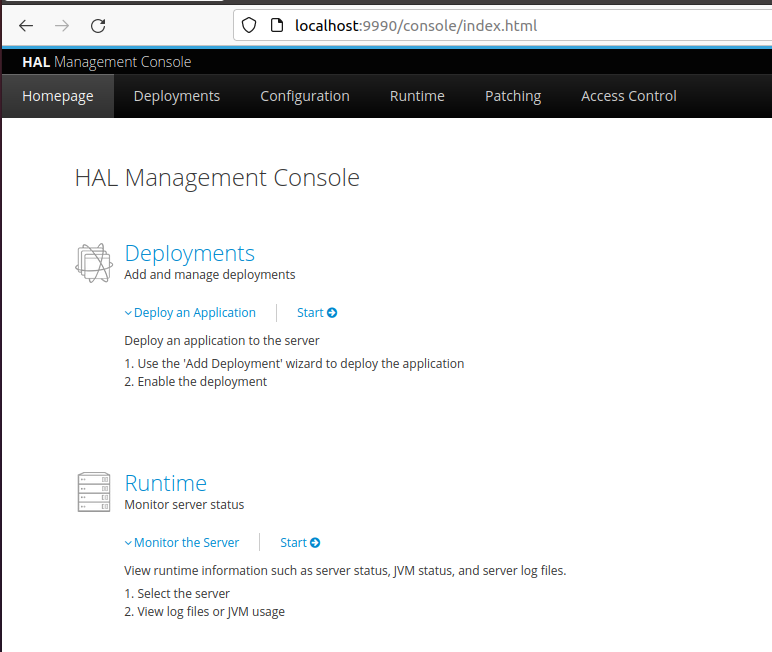 localhost:9990/console/index.html
HAL Management Console
Homepage Deployments Configuration Runtime Patching Access Control
HAL Management Console
Deployments
Add and manage deployments
Deploy an Application Start
Deploy an application to the server
1. Use the 'Add Deployment' wizard to deploy the application
2. Enable the deployment
Runtime
Monitor server status
Monitor the Server Start
View runtime information such as server status, JVM status, and server log files.
1. Select the server
2. View log files or JVM usage